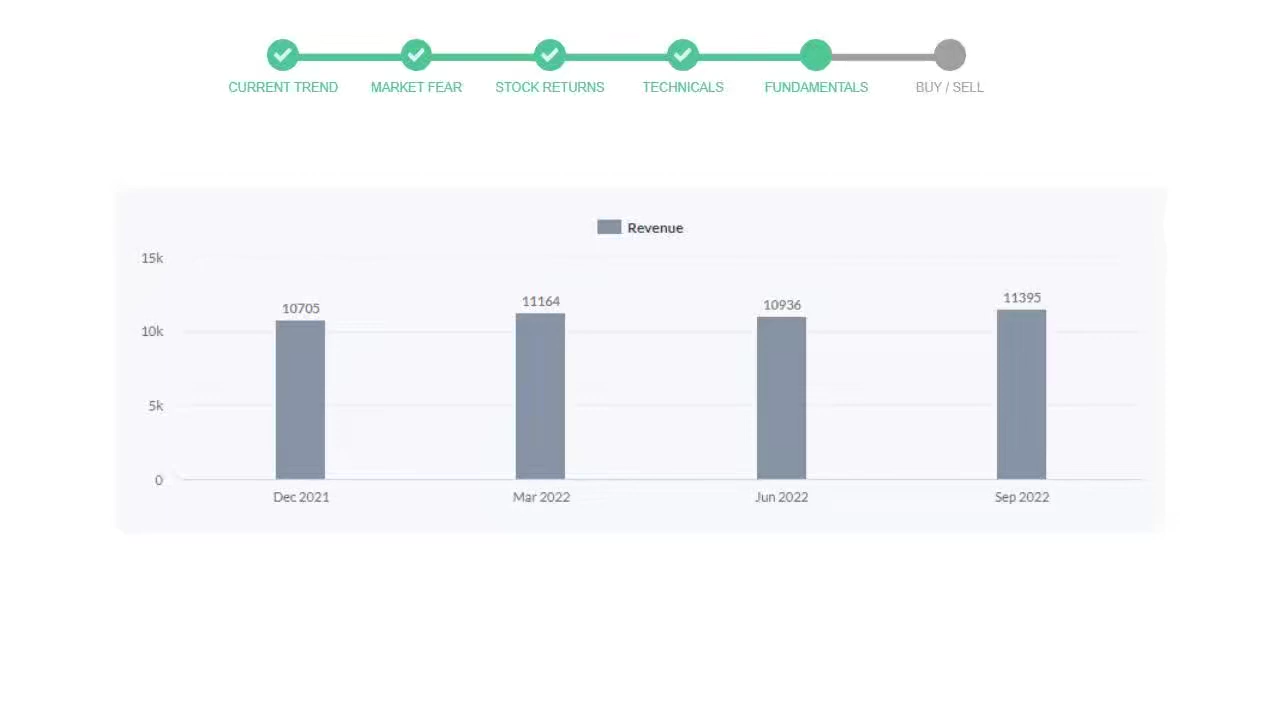 CURRENT TREND MARKET FEAR STOCK RETURNS TECHNICALS FUNDAMENTALS BUY / SELL
Revenue
15k
11395
11164
10936
10705
10k
5k
0
Dec 2021 Mar 2022 Jun 2022 Sep 2022